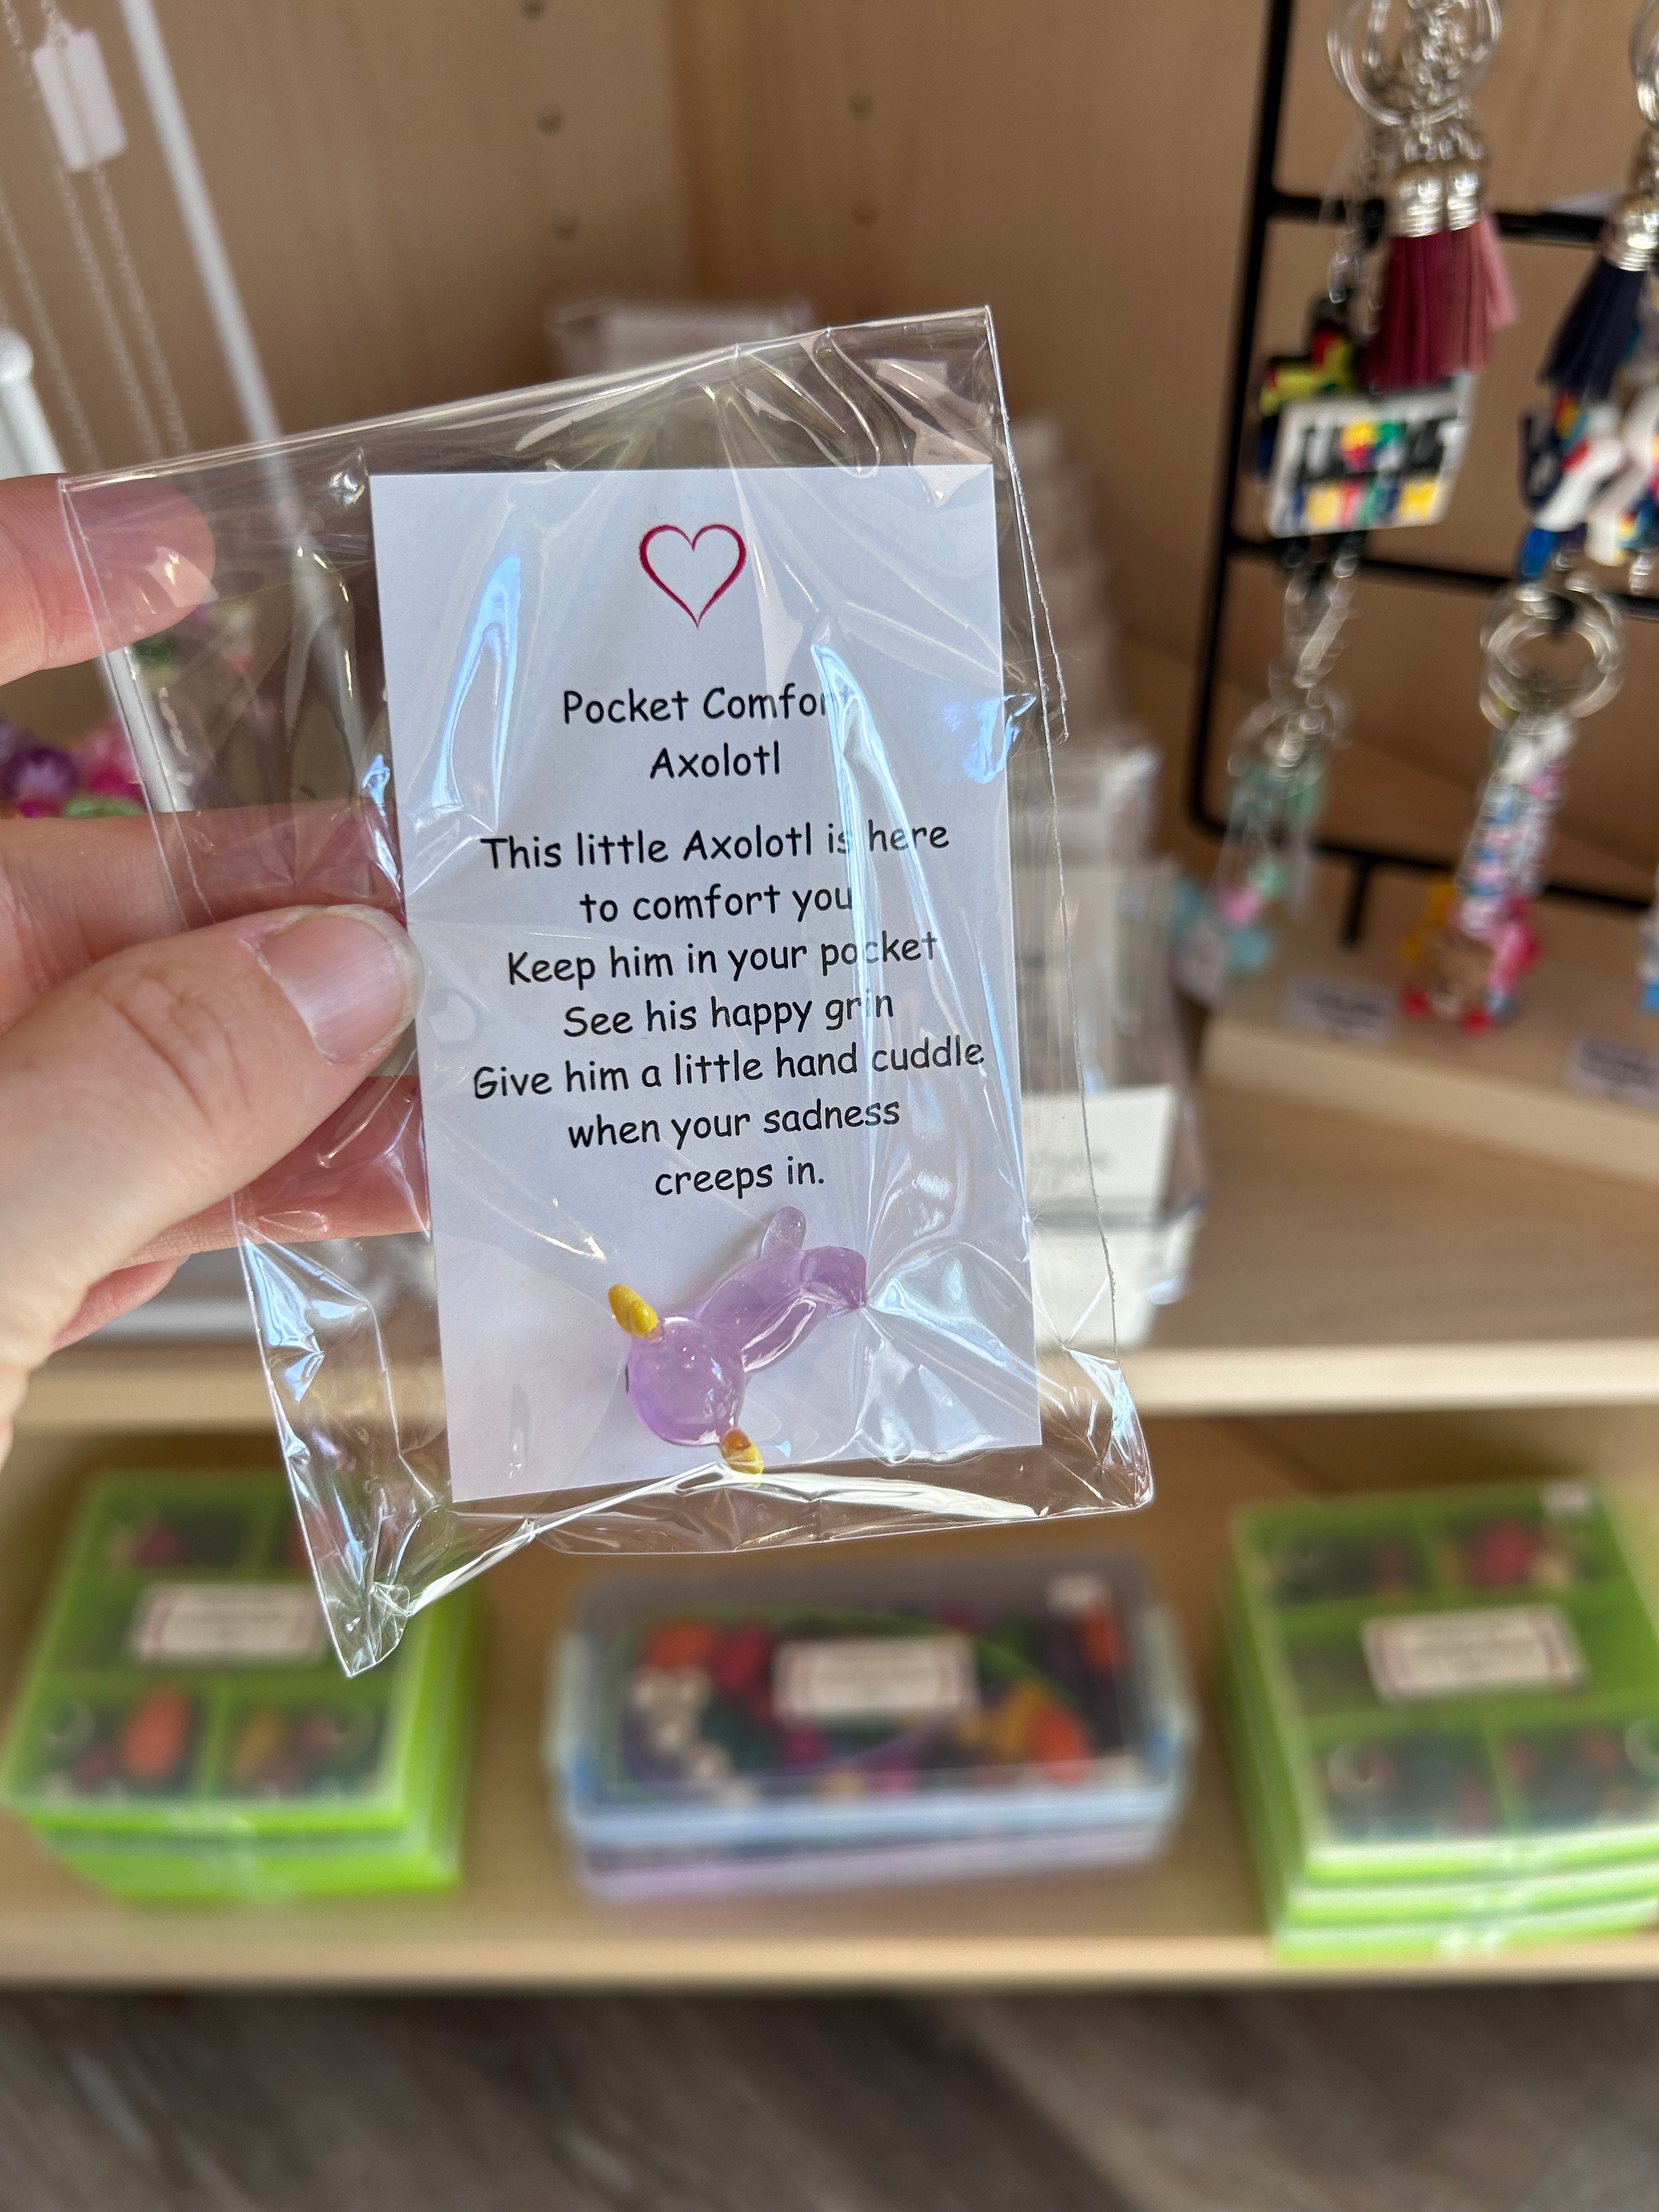 Pocket Comfort
Axolotl
This little Axolotl is here
to comfort you
Keep him in your pocket
See his happy grin
Give him a little hand cuddle
when your sadness
creeps in.